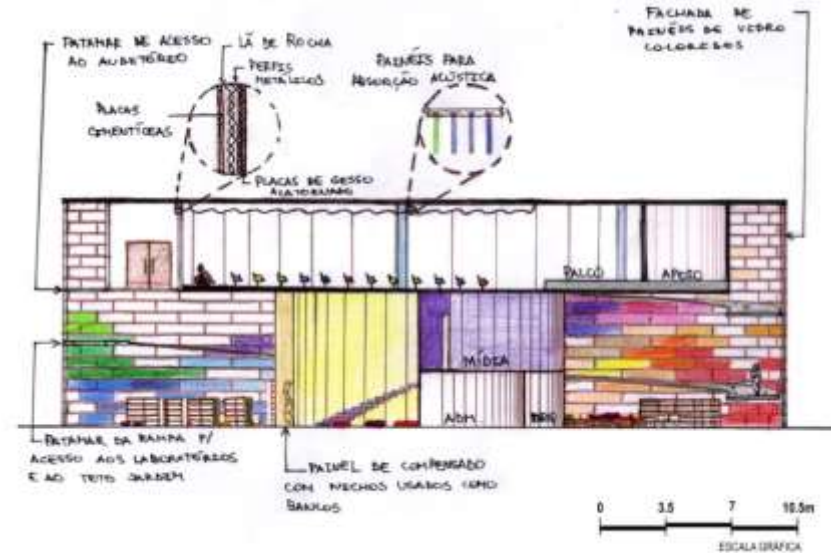 PATAMAR DE ACESSO
AO AUDITÓRIO
LÃ DE ROCHA
PERFIS
METÁLICOS
PLACAS
CIMENTÍCEAS
PLACAS DE GESSO
ACARTONADO
PAINÉIS PARA
ABSORÇÃO ACÚSTICA
FACHADA DE
PAINÉIS DE VIDRO
COLORIDOS
PALCO
APOIO
MÍDIA
ADM
PATAMAR DA RAMPA P/
ACESSO AOS LABORATÓRIOS
E AO TETO JARDIM
PAINEL DE COMPENSADO
COM NICHOS USADOS COMO
BANCOS
0 3.5 7 10.5m
ESCALA GRÁFICA